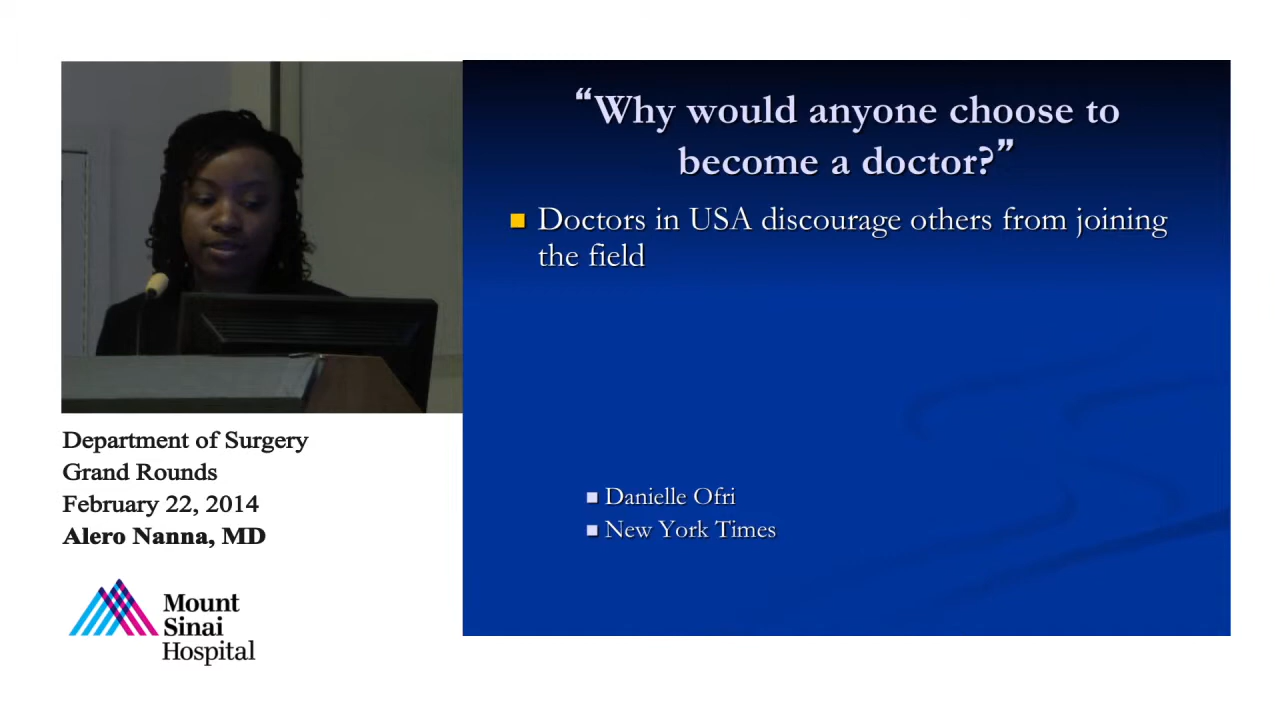 “Why would anyone choose to
become a doctor?”
Doctors in USA discourage others from joining
the field
Danielle Ofri
New York Times
Department of Surgery
Grand Rounds
February 22, 2014
Alero Nanna, MD
Mount
Sinai
Hospital